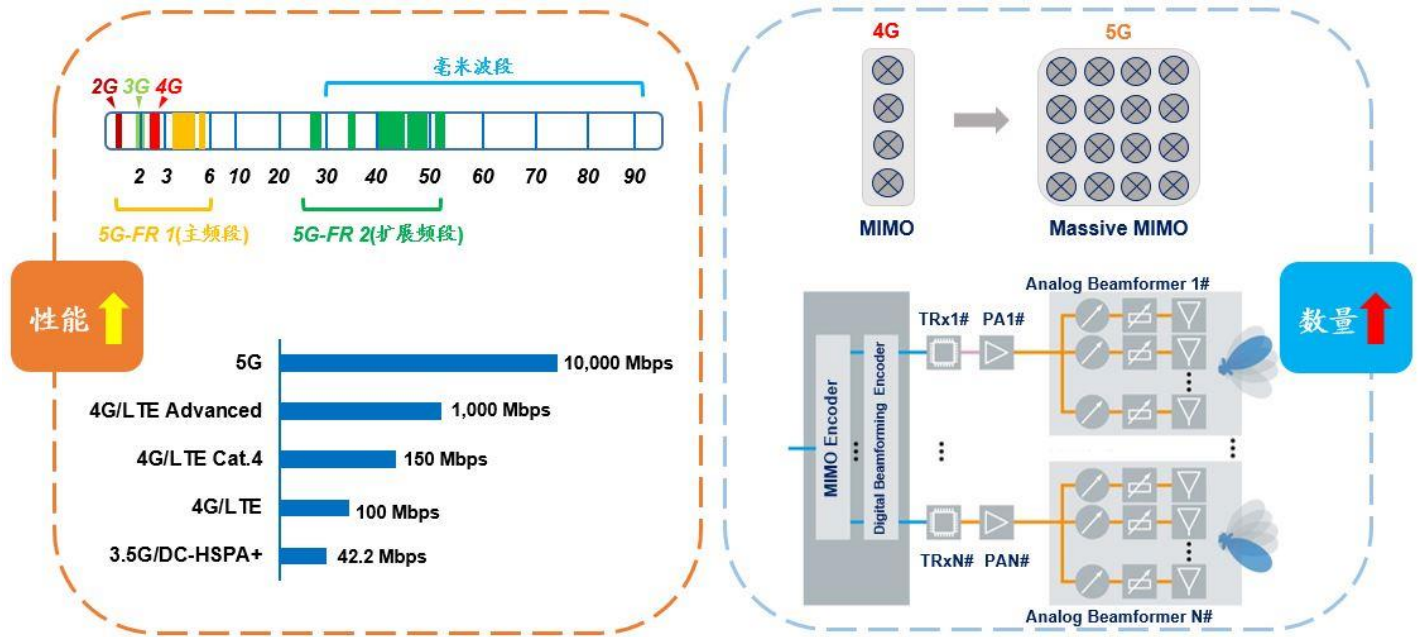 毫米波段
2G 3G 4G
2 3 6 10 20 30 40 50 60 70 80 90
5G-FR 1(主频段)
5G-FR 2(扩展频段)
性能
5G
10,000 Mbps
4G/LTE Advanced
1,000 Mbps
4G/LTE Cat.4
150 Mbps
4G/LTE
100 Mbps
3.5G/DC-HSPA+
42.2 Mbps
4G
5G
MIMO
Massive MIMO
数量
Analog Beamformer 1#
TRx1#
PA1#
MIMO Encoder
Digital Beamforming Encoder
TRxN#
PAN#
Analog Beamformer N#